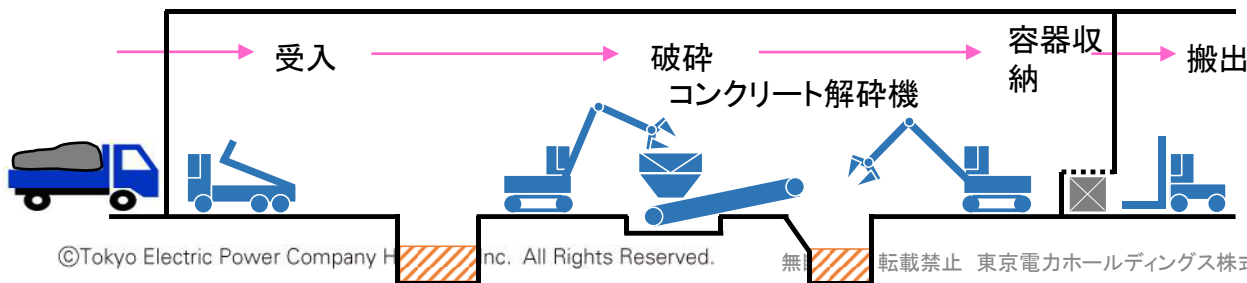 受入
破砕
コンクリート解砕機
容器収
納
搬出
©Tokyo Electric Power Company H nc. All Rights Reserved.
無 転載禁止 東京電力ホールディングス株式